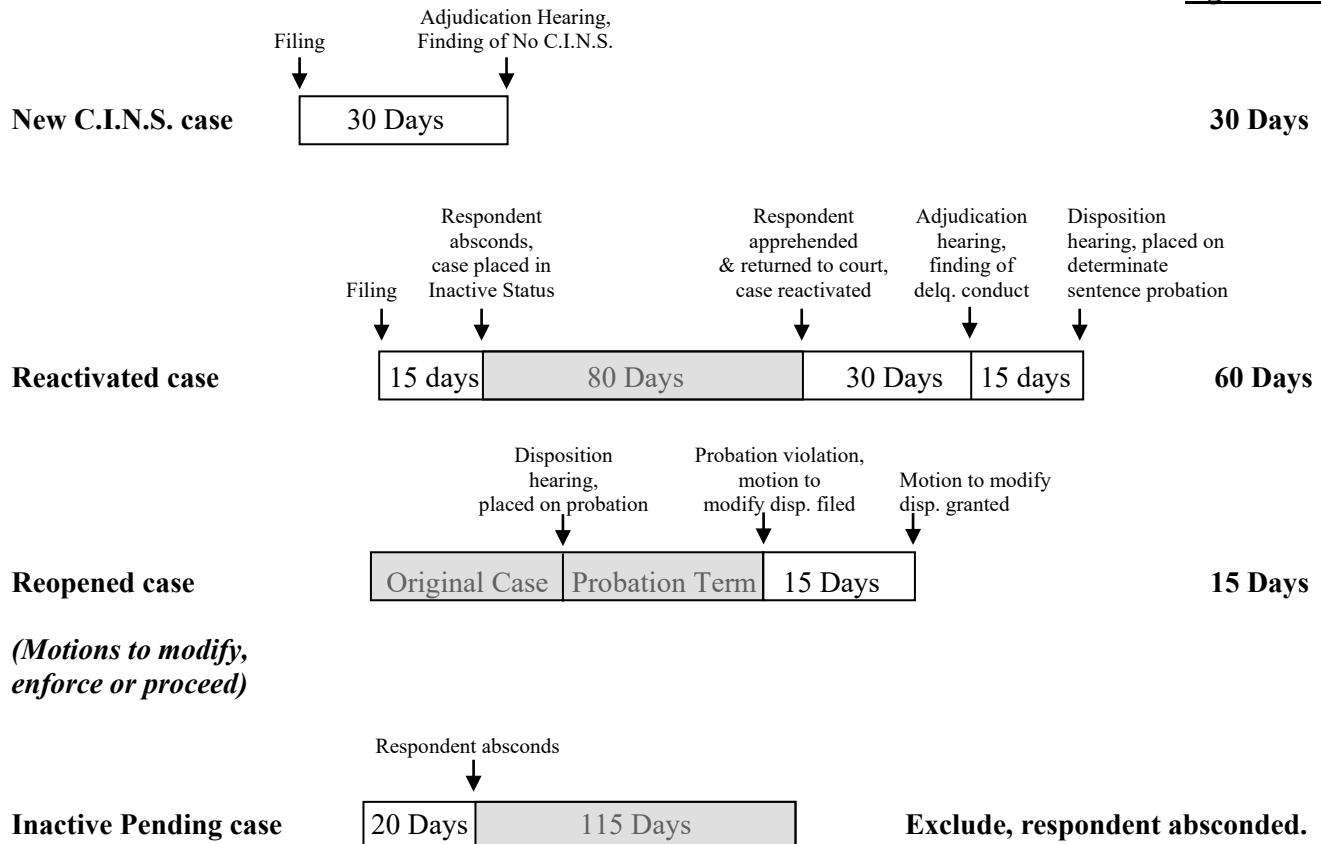 Adjudication Hearing,
Filing Finding of No C.I.N.S.
New C.I.N.S. case 30 Days 30 Days
Respondent
absconds,
case placed in
Inactive Status
Respondent
apprehended
& returned to court,
case reactivated
Adjudication
hearing,
finding of
delq. conduct
Disposition
hearing, placed on
determinate
sentence probation
Filing
Reactivated case 15 days 80 Days 30 Days 15 days 60 Days
Disposition
hearing,
placed on probation
Probation violation,
motion to
modify disp. filed
Motion to modify
disp. granted
Reopened case Original Case Probation Term 15 Days 15 Days
(Motions to modify,
enforce or proceed)
Respondent absconds
Inactive Pending case 20 Days 115 Days Exclude, respondent absconded.